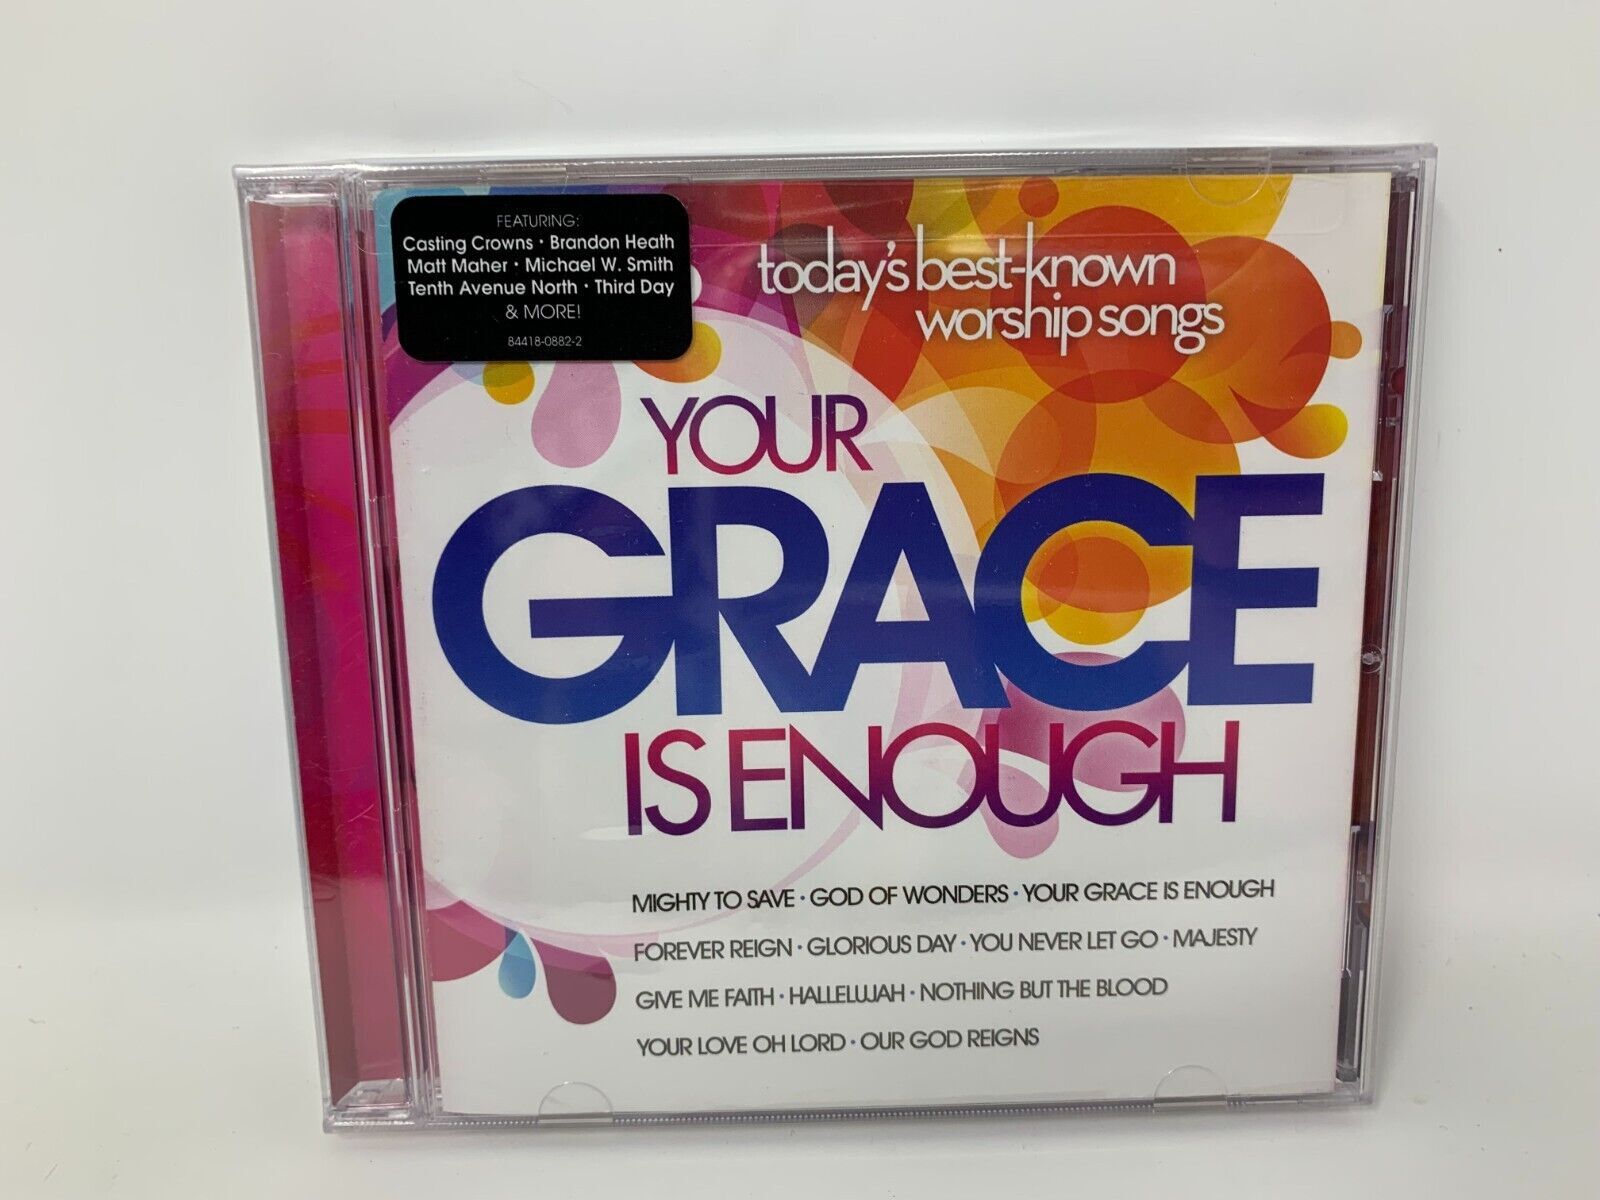 FEATURING:
Casting Crowns • Brandon Heath
Matt Maher • Michael W. Smith
Tenth Avenue North • Third Day
& MORE!
84418-0882-2
today's best-known
worship songs
YOUR
GRACE
IS ENOUGH
MIGHTY TO SAVE • GOD OF WONDERS • YOUR GRACE IS ENOUGH
FOREVER REIGN • GLORIOUS DAY • YOU NEVER LET GO • MAJESTY
GIVE ME FAITH • HALLELUJAH • NOTHING BUT THE BLOOD
YOUR LOVE OH LORD • OUR GOD REIGNS